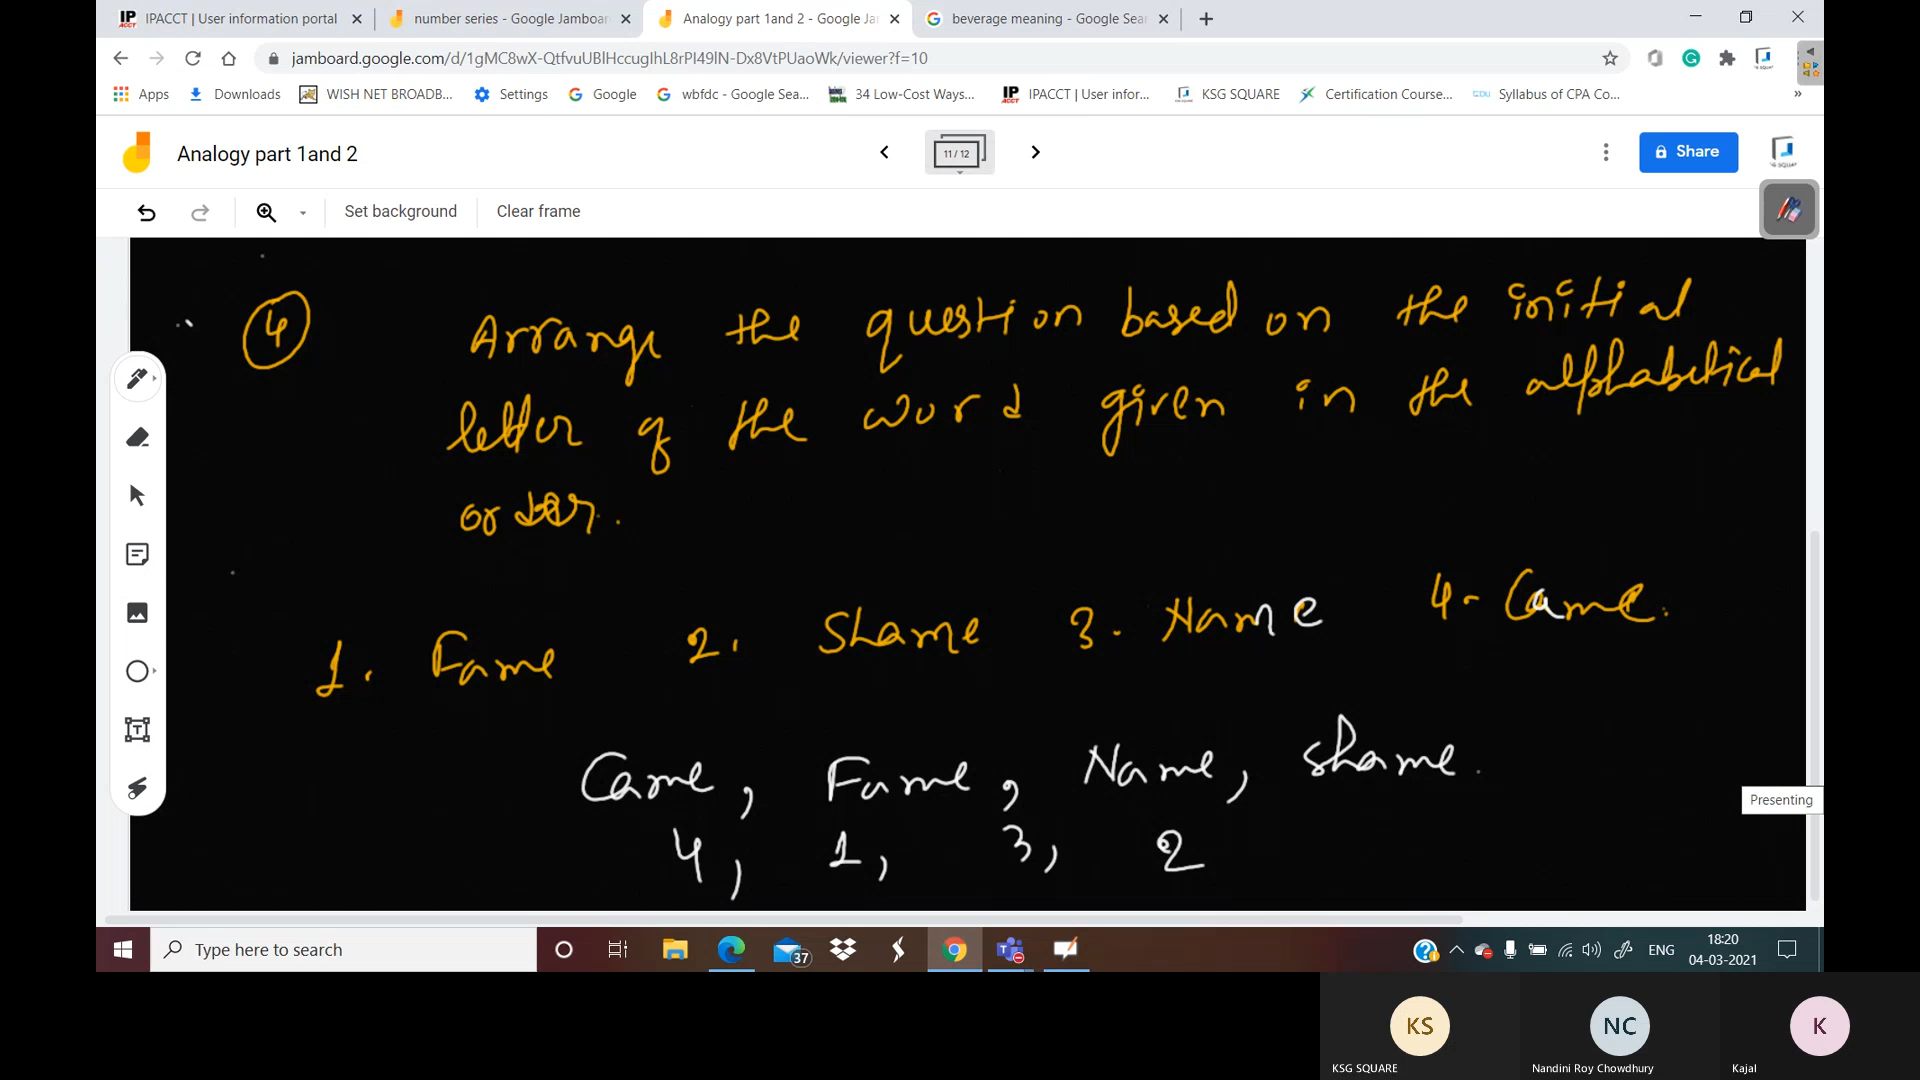 IPACCT | User information portal
number series - Google Jamboar
Analogy part 1and 2 - Google Ja
beverage meaning - Google Sea
jamboard.google.com/d/1gMC8wX-QtfvuUBlHccugIhL8rPI49lN-Dx8VtPUaoWk/viewer?f=10
Apps Downloads WISH NET BROADB... Settings Google wbfdc - Google Sea... 34 Low-Cost Ways... IPACCT | User infor... KSG SQUARE Certification Course... Syllabus of CPA Co... »
Analogy part 1and 2
11 / 12
Share
Set background Clear frame
4 Arrange the question based on the initial
letter of the word given in the alphabetical
order.
1. Fame 2. Shame 3. Name 4. Came.
Came, Fame, Name, Shame.
4, 1, 3, 2
Presenting
Type here to search
37
ENG
18:20
04-03-2021
KS NC K
KSG SQUARE Nandini Roy Chowdhury Kajal